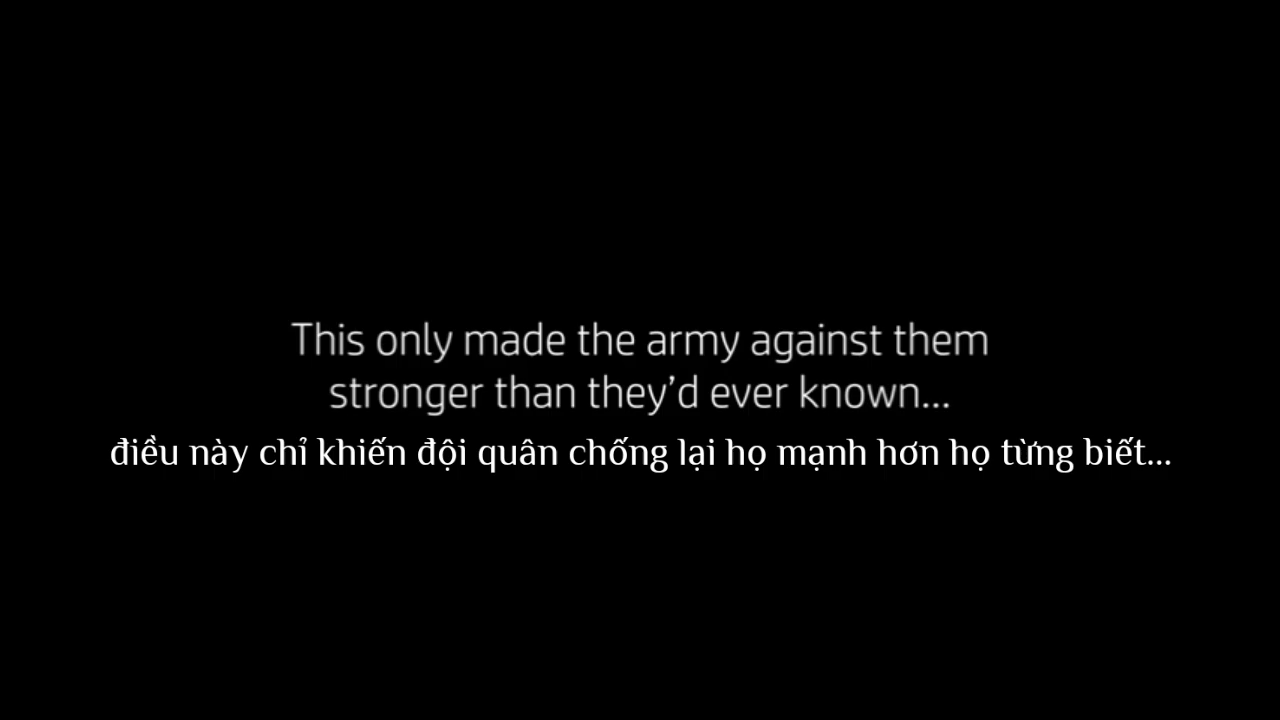 This only made the army against them
stronger than they’d ever known...
điều này chỉ khiến đội quân chống lại họ mạnh hơn họ từng biết...